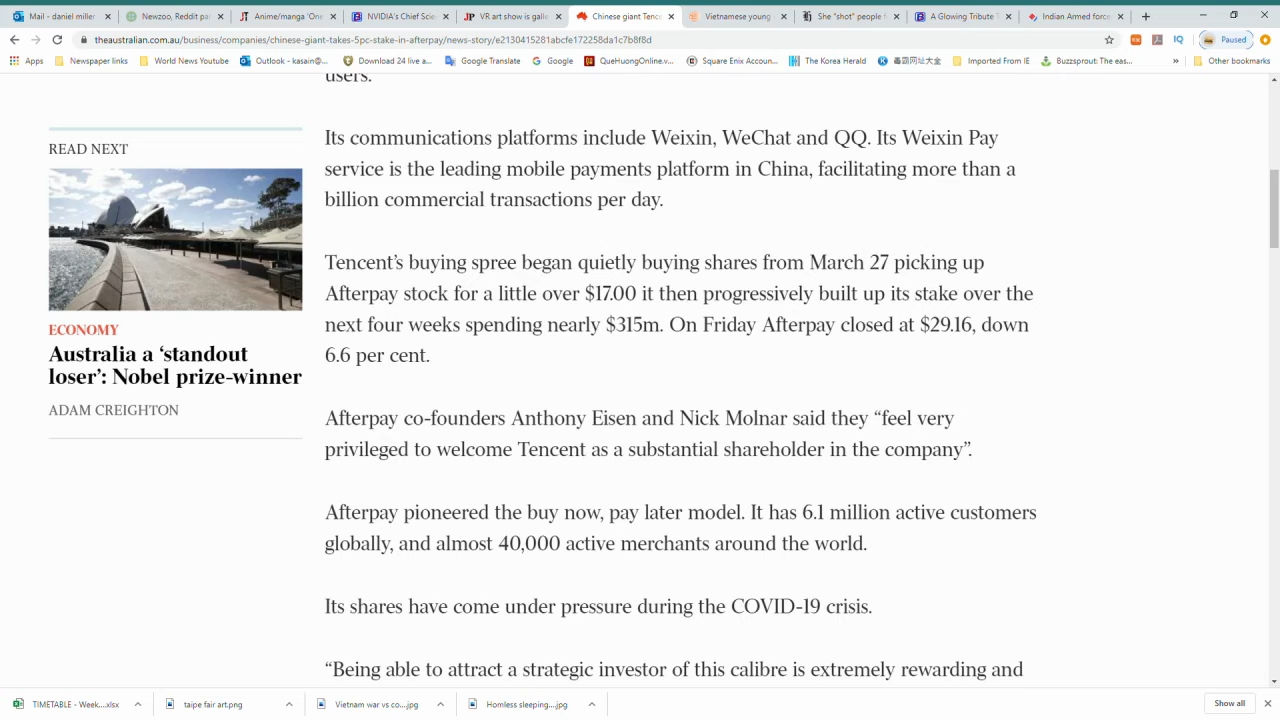 Mail - daniel miller
Newzoo, Reddit pa
Anime/manga 'One
NVIDIA's Chief Scie
VR art show is galle
Chinese giant Tenc
Vietnamese young
She "shot" people f
A Glowing Tribute T
Indian Armed force
theaustralian.com.au/business/companies/chinese-giant-takes-5pc-stake-in-afterpay/news-story/e2130415281abcfe172258da1c7b8f8d
Paused
Apps
Newspaper links
World News Youtube
Outlook - kasain@...
Download 24 live a...
Google Translate
Google
QueHuongOnline.v...
Square Enix Accoun...
The Korea Herald
毒霸网址大全
Imported From IE
Buzzsprout: The eas...
Other bookmarks
users.
READ NEXT
ECONOMY
Australia a ‘standout
loser’: Nobel prize-winner
ADAM CREIGHTON
Its communications platforms include Weixin, WeChat and QQ. Its Weixin Pay
service is the leading mobile payments platform in China, facilitating more than a
billion commercial transactions per day.
Tencent’s buying spree began quietly buying shares from March 27 picking up
Afterpay stock for a little over $17.00 it then progressively built up its stake over the
next four weeks spending nearly $315m. On Friday Afterpay closed at $29.16, down
6.6 per cent.
Afterpay co-founders Anthony Eisen and Nick Molnar said they “feel very
privileged to welcome Tencent as a substantial shareholder in the company”.
Afterpay pioneered the buy now, pay later model. It has 6.1 million active customers
globally, and almost 40,000 active merchants around the world.
Its shares have come under pressure during the COVID-19 crisis.
“Being able to attract a strategic investor of this calibre is extremely rewarding and
TIMETABLE - Week....xlsx
taipe fair art.png
Vietnam war vs co....jpg
Homless sleeping....jpg
Show all